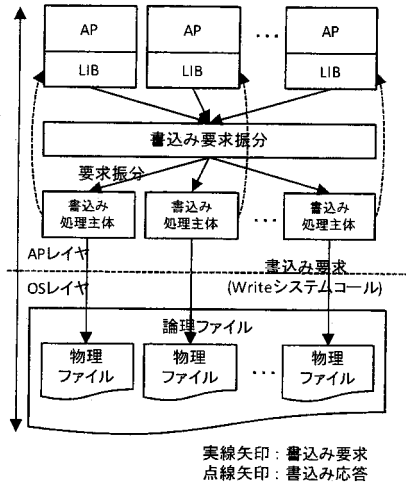 AP
AP
…
AP
LIB
LIB
LIB
書込み要求振分
要求振分
書込み
処理主体
書込み
処理主体
…
書込み
処理主体
APレイヤ
書込み要求
OSレイヤ
(Writeシステムコール)
論理ファイル
物理
ファイル
物理
ファイル
…
物理
ファイル
実線矢印：書込み要求
点線矢印：書込み応答